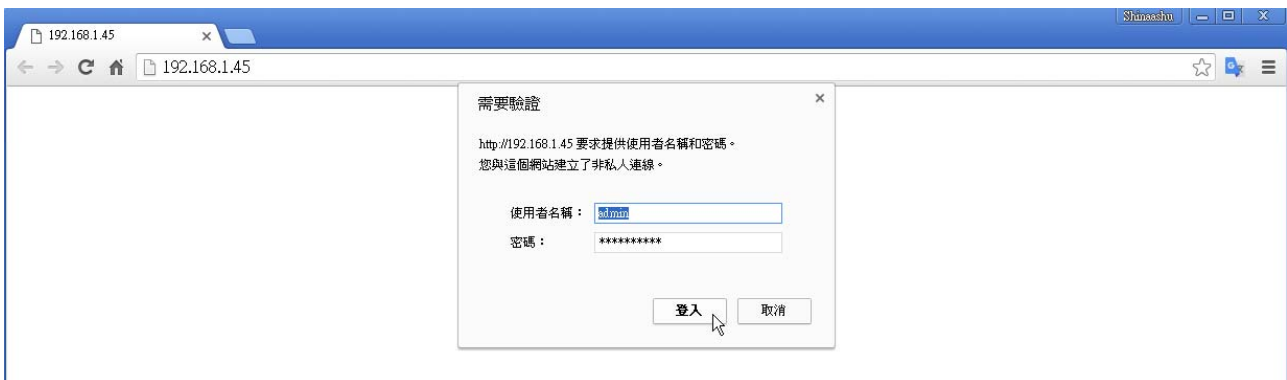 Shinaashu
192.168.1.45
192.168.1.45
需要驗證
http://192.168.1.45 要求提供使用者名稱和密碼。
您與這個網站建立了非私人連線。
使用者名稱：admin
密碼：**********
登入 取消